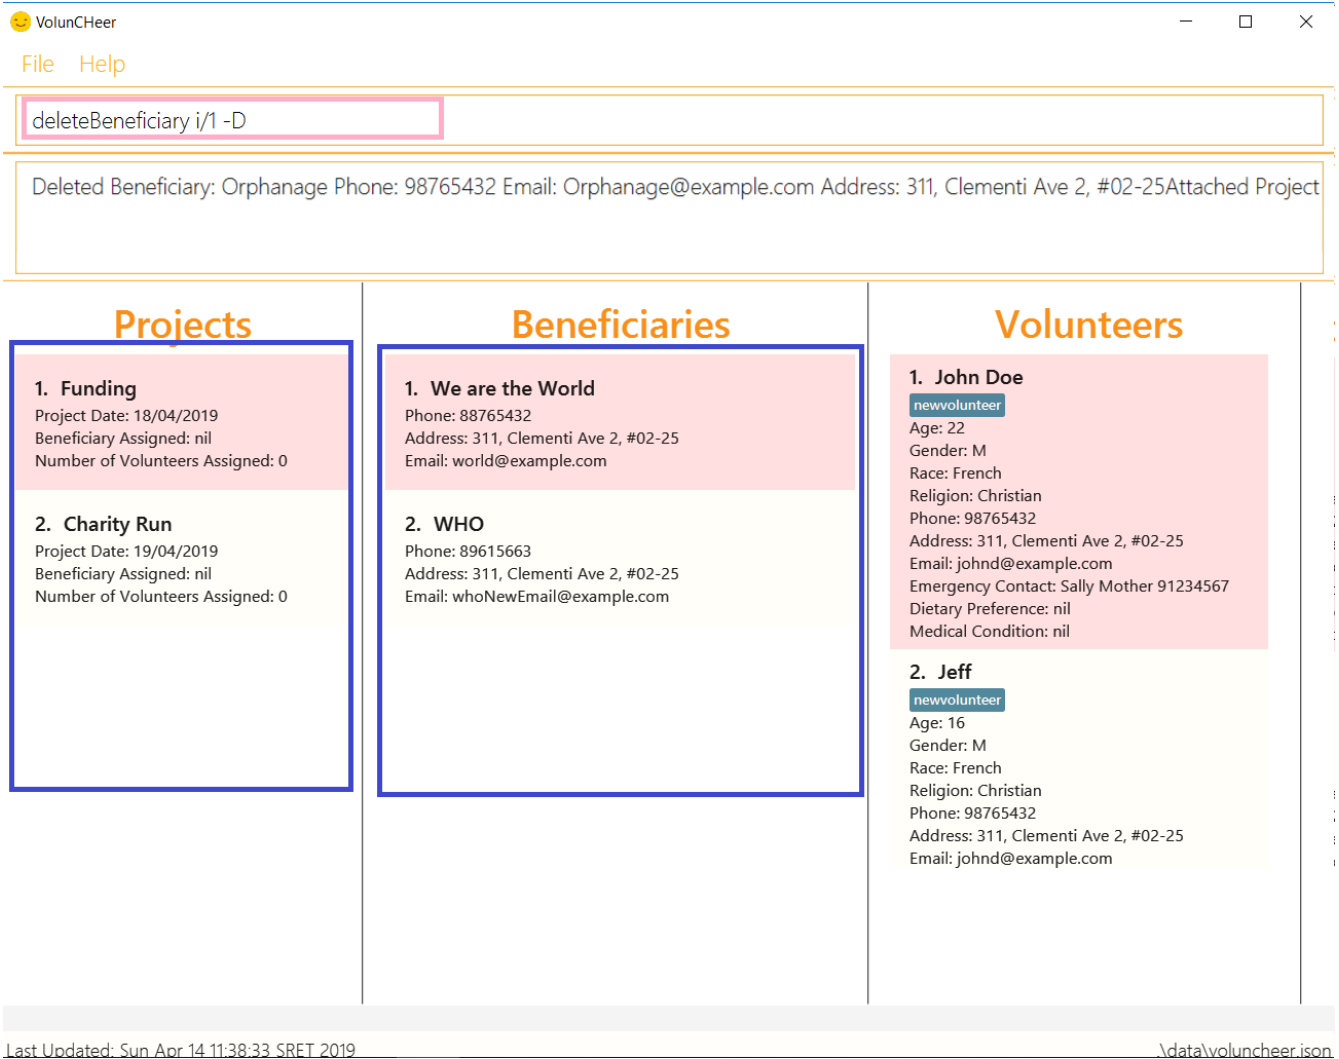 VolunCHeer
File Help
deleteBeneficiary i/1 -D
Deleted Beneficiary: Orphanage Phone: 98765432 Email: Orphanage@example.com Address: 311, Clementi Ave 2, #02-25Attached Project
Projects
1. Funding
Project Date: 18/04/2019
Beneficiary Assigned: nil
Number of Volunteers Assigned: 0
2. Charity Run
Project Date: 19/04/2019
Beneficiary Assigned: nil
Number of Volunteers Assigned: 0
Beneficiaries
1. We are the World
Phone: 88765432
Address: 311, Clementi Ave 2, #02-25
Email: world@example.com
2. WHO
Phone: 89615663
Address: 311, Clementi Ave 2, #02-25
Email: whoNewEmail@example.com
Volunteers
1. John Doe
newvolunteer
Age: 22
Gender: M
Race: French
Religion: Christian
Phone: 98765432
Address: 311, Clementi Ave 2, #02-25
Email: johnd@example.com
Emergency Contact: Sally Mother 91234567
Dietary Preference: nil
Medical Condition: nil
2. Jeff
newvolunteer
Age: 16
Gender: M
Race: French
Religion: Christian
Phone: 98765432
Address: 311, Clementi Ave 2, #02-25
Email: johnd@example.com
Last Updated: Sun Apr 14 11:38:33 SRET 2019
\data\voluncheer.json